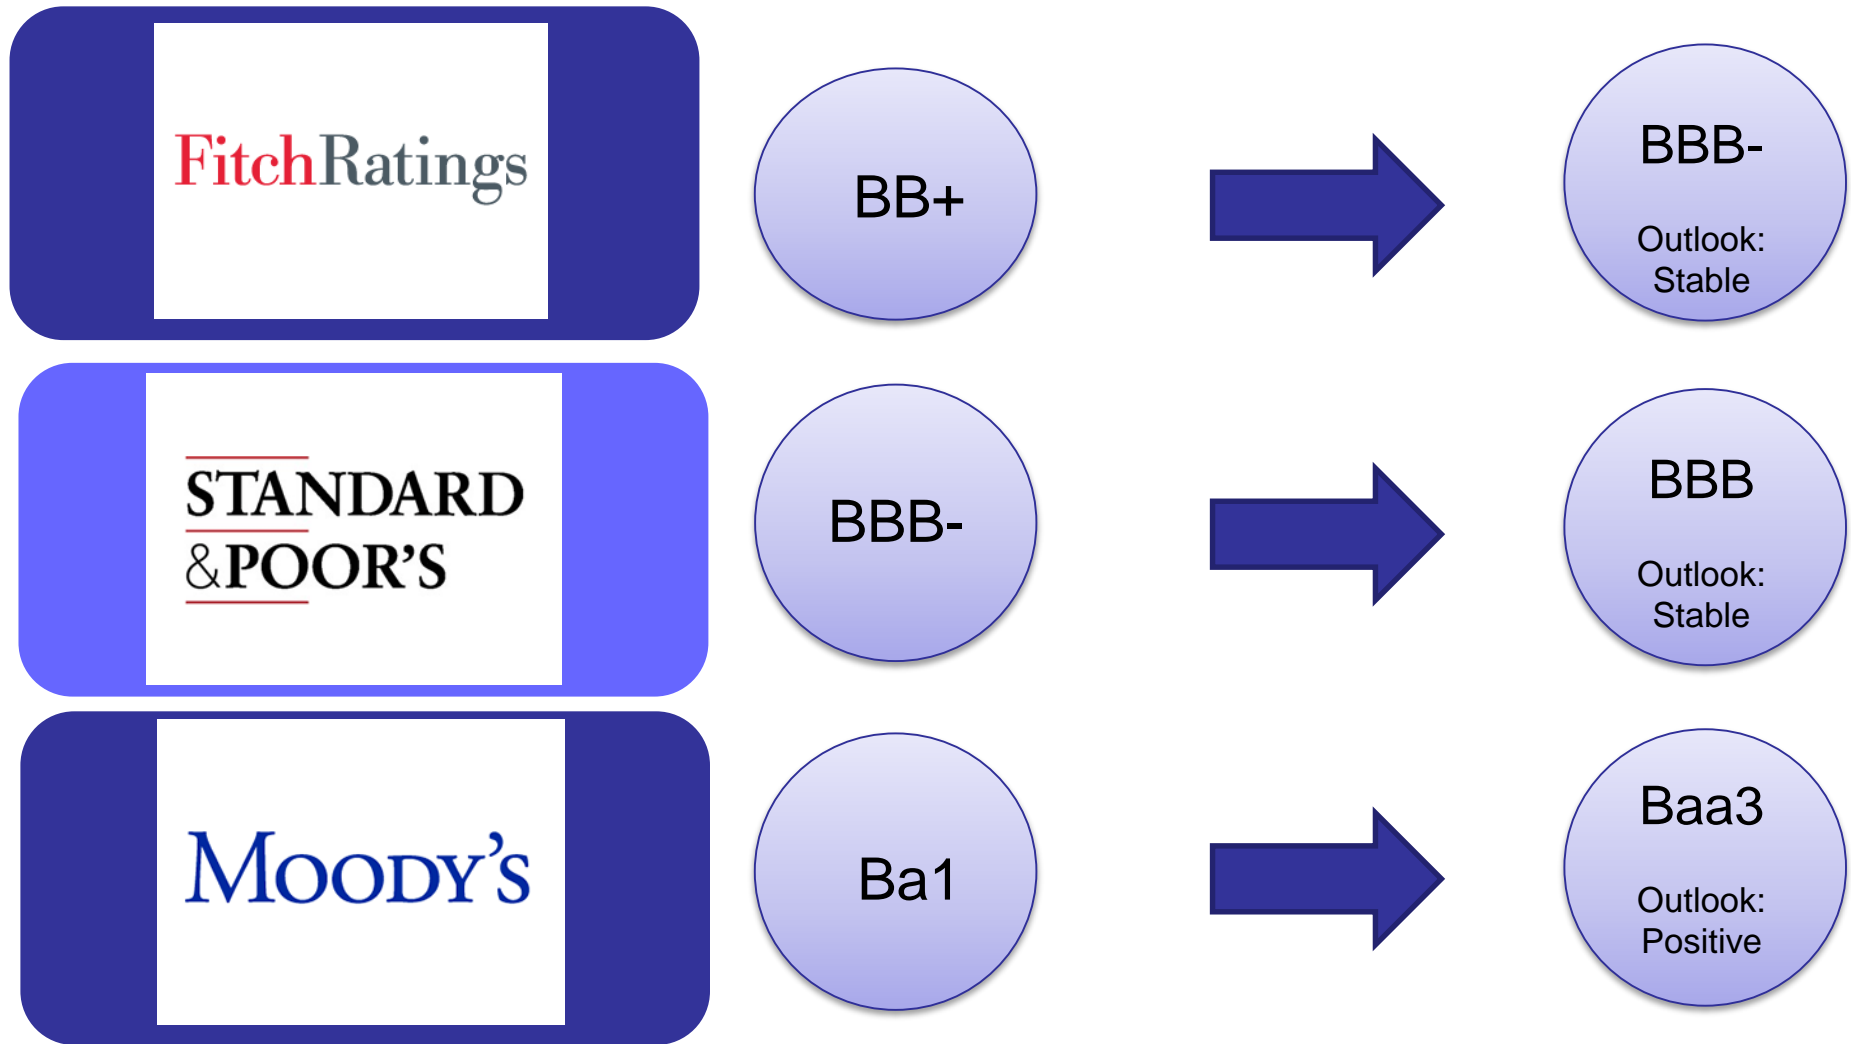 FitchRatings
BB+
BBB-
Outlook:
Stable
STANDARD
&POOR'S
BBB-
BBB
Outlook:
Stable
MOODY'S
Ba1
Baa3
Outlook:
Positive